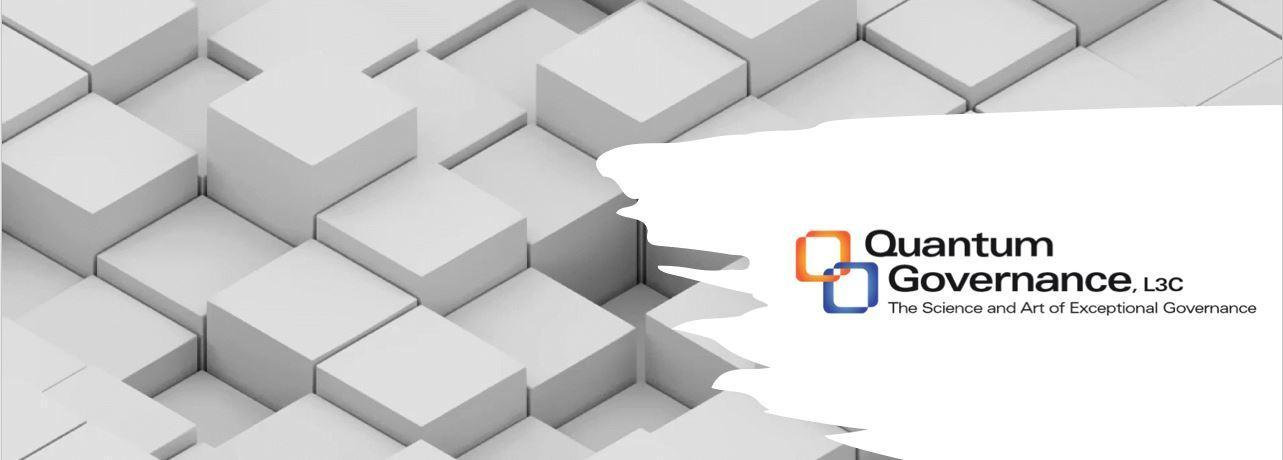 Quantum
Governance, L3C
The Science and Art of Exceptional Governance